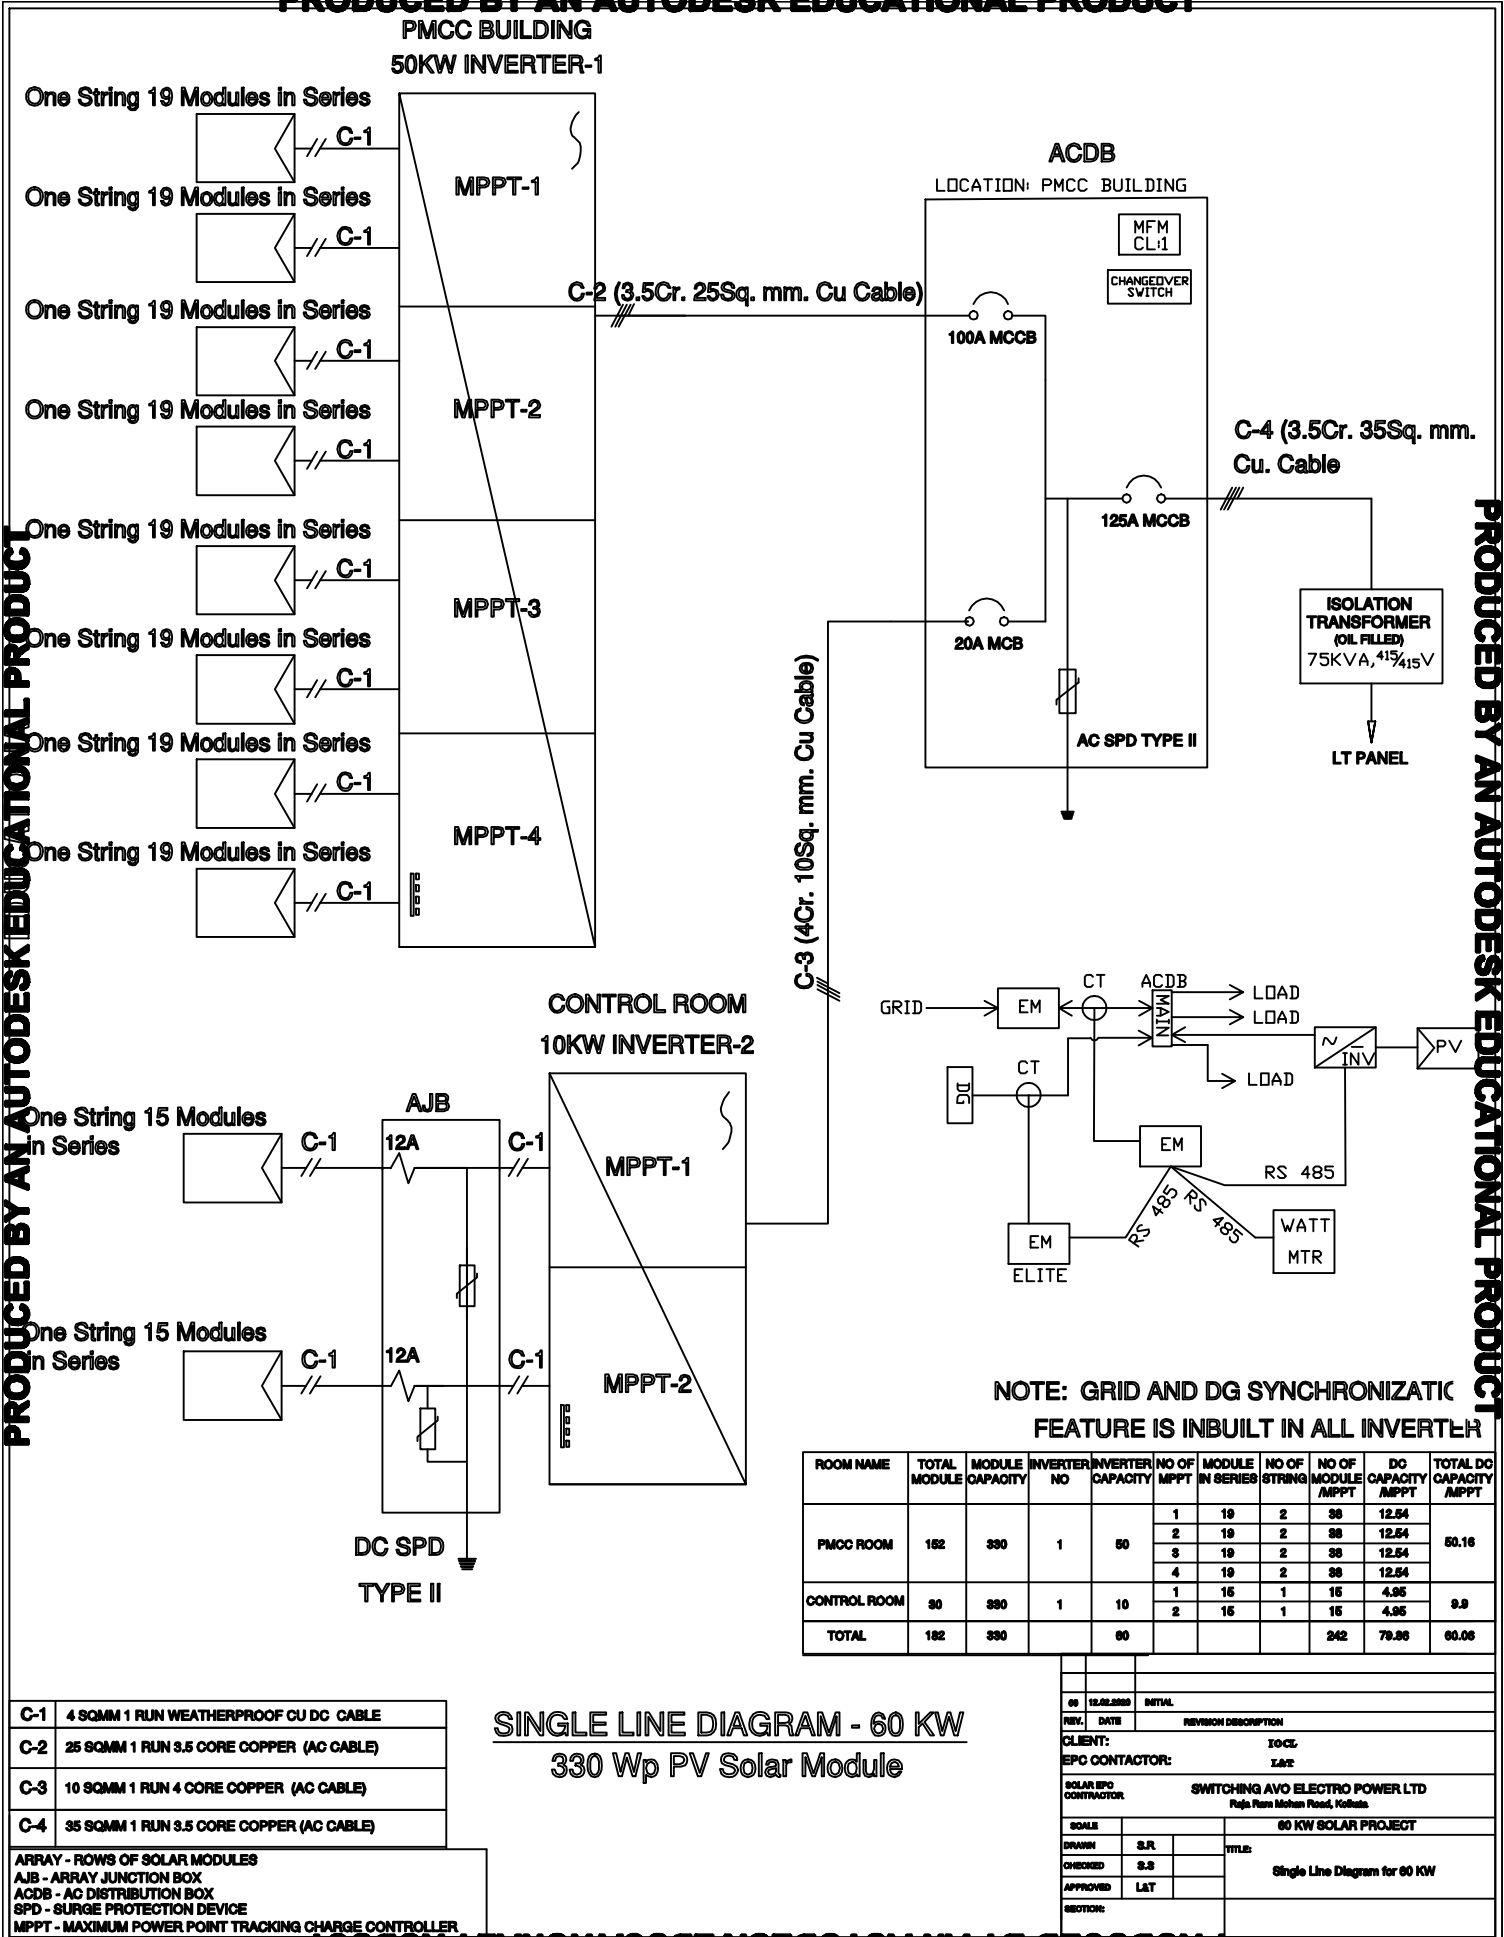 PRODUCED BY AN AUTODESK EDUCATIONAL PRODUCT
PMCC BUILDING
50KW INVERTER-1
One String 19 Modules in Series
C-1
One String 19 Modules in Series
C-1
MPPT-1
One String 19 Modules in Series
C-1
One String 19 Modules in Series
C-1
MPPT-2
One String 19 Modules in Series
C-1
MPPT-3
One String 19 Modules in Series
C-1
One String 19 Modules in Series
C-1
MPPT-4
One String 19 Modules in Series
C-1
C-2 (3.5Cr. 25Sq. mm. Cu Cable)
ACDB
LOCATION: PMCC BUILDING
MFM
CL:1
CHANGEOVER
SWITCH
100A MCCB
125A MCCB
20A MCB
AC SPD TYPE II
C-4 (3.5Cr. 35Sq. mm.
Cu. Cable
ISOLATION
TRANSFORMER
(OIL FILLED)
75KVA,415/415V
LT PANEL
C-3 (4Cr. 10Sq. mm. Cu Cable)
PRODUCED BY AN AUTODESK EDUCATIONAL PRODUCT
PRODUCED BY AN AUTODESK EDUCATIONAL PRODUCT
CONTROL ROOM
10KW INVERTER-2
AJB
One String 15 Modules
in Series
C-1
12A
C-1
MPPT-1
One String 15 Modules
in Series
C-1
12A
C-1
MPPT-2
DC SPD
TYPE II
GRID
EM
CT
ACDB
MAIN
LOAD
LOAD
LOAD
INV
PV
DG
CT
EM
RS 485
RS 485
RS 485
EM
ELITE
WATT
MTR
NOTE: GRID AND DG SYNCHRONIZATI
FEATURE IS INBUILT IN ALL INVERTER
ROOM NAME TOTAL MODULE MODULE CAPACITY INVERTER NO INVERTER CAPACITY NO OF MPPT MODULE IN SERIES NO OF STRING NO OF MODULE /MPPT DC CAPACITY /MPPT TOTAL DC CAPACITY /MPPT
PMCC ROOM 152 330 1 50 1 19 2 38 12.54 50.16
2 19 2 38 12.54
3 19 2 38 12.54
4 19 2 38 12.54
CONTROL ROOM 30 330 1 10 1 15 1 15 4.95 9.9
2 15 1 15 4.95
TOTAL 182 330 60 242 79.86 60.06
C-1 4 SQMM 1 RUN WEATHERPROOF CU DC CABLE
C-2 25 SQMM 1 RUN 3.5 CORE COPPER (AC CABLE)
C-3 10 SQMM 1 RUN 4 CORE COPPER (AC CABLE)
C-4 35 SQMM 1 RUN 3.5 CORE COPPER (AC CABLE)
ARRAY - ROWS OF SOLAR MODULES
AJB - ARRAY JUNCTION BOX
ACDB - AC DISTRIBUTION BOX
SPD - SURGE PROTECTION DEVICE
MPPT - MAXIMUM POWER POINT TRACKING CHARGE CONTROLLER
SINGLE LINE DIAGRAM - 60 KW
330 Wp PV Solar Module
12.02.2020 INITIAL
REV. DATE REVISION DESCRIPTION
CLIENT: IOCL
EPC CONTACTOR: L&T
SOLAR EPC CONTRACTOR SWITCHING AVO ELECTRO POWER LTD
Raja Ram Mohan Road, Kolkata
SCALE 60 KW SOLAR PROJECT
DRAWN S.R
CHECKED S.S
APPROVED L&T
TITLE:
Single Line Diagram for 60 KW
SECTION: